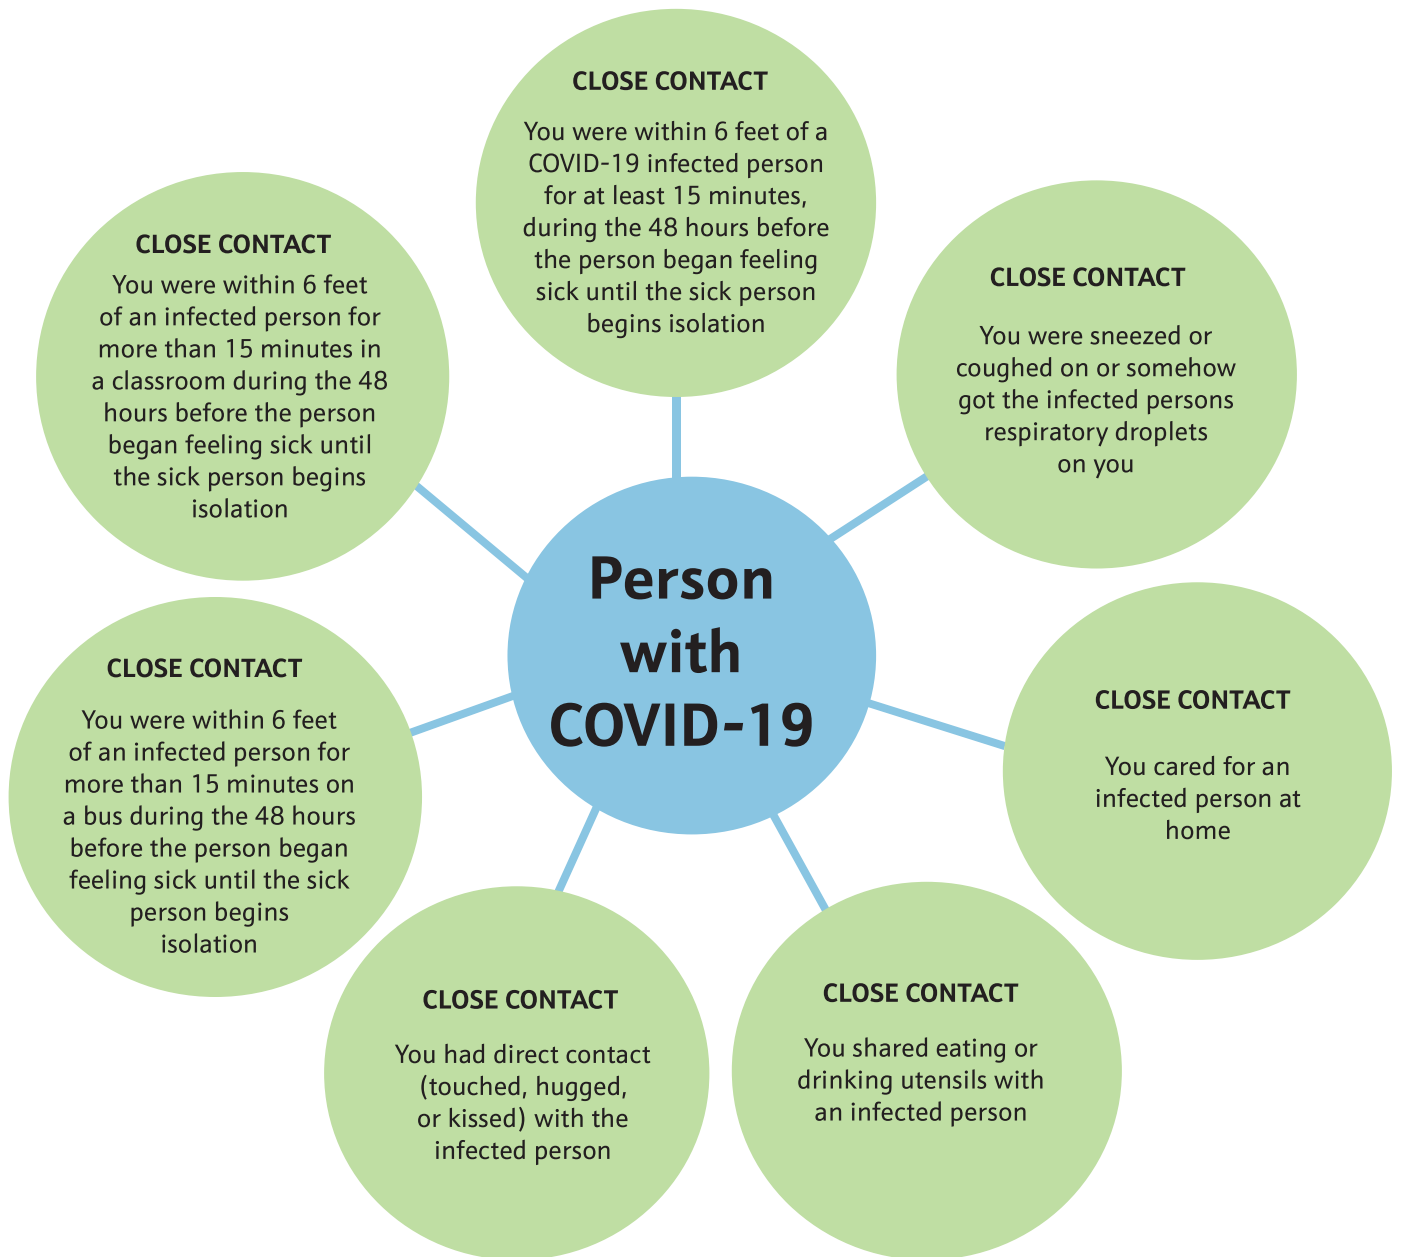 CLOSE CONTACT
You were within 6 feet of a
COVID-19 infected person
for at least 15 minutes,
during the 48 hours before
the person began feeling
sick until the sick person
begins isolation
CLOSE CONTACT
You were sneezed or
coughed on or somehow
got the infected persons
respiratory droplets
on you
CLOSE CONTACT
You cared for an
infected person at
home
CLOSE CONTACT
You shared eating or
drinking utensils with
an infected person
CLOSE CONTACT
You had direct contact
(touched, hugged,
or kissed) with the
infected person
CLOSE CONTACT
You were within 6 feet
of an infected person for
more than 15 minutes on
a bus during the 48 hours
before the person began
feeling sick until the sick
person begins
isolation
CLOSE CONTACT
You were within 6 feet
of an infected person for
more than 15 minutes in
a classroom during the 48
hours before the person
began feeling sick until
the sick person begins
isolation
Person
with
COVID-19